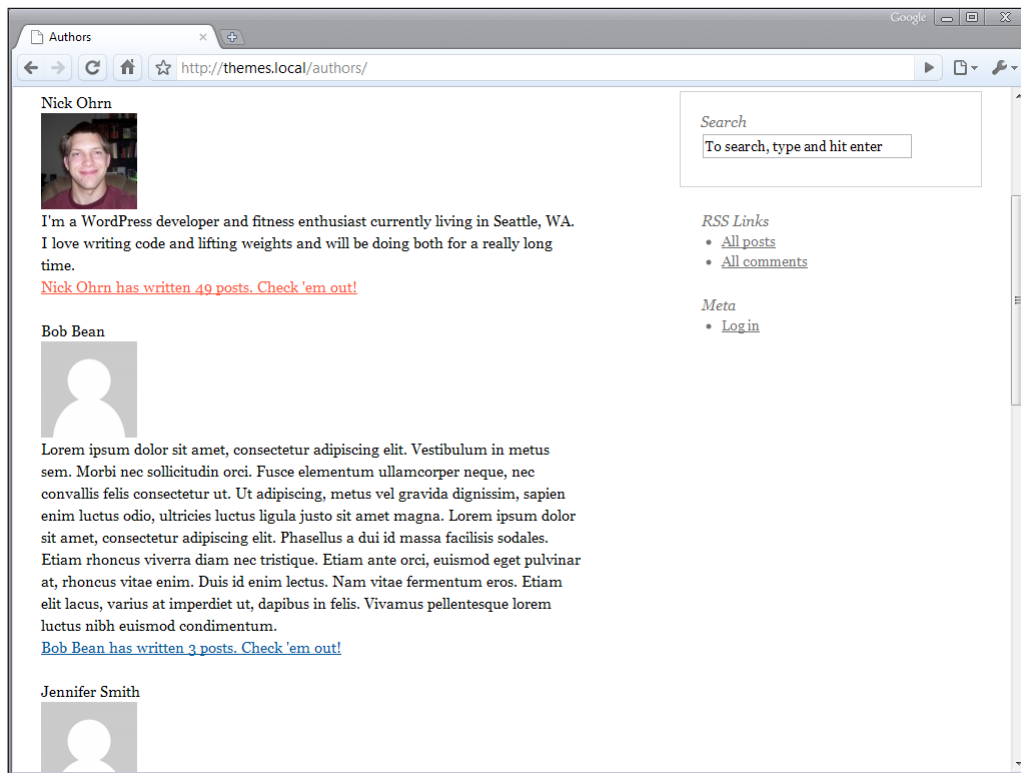 Google
Authors
http://themes.local/authors/
Nick Ohrn
I'm a WordPress developer and fitness enthusiast currently living in Seattle, WA.
I love writing code and lifting weights and will be doing both for a really long
time.
Nick Ohrn has written 49 posts. Check 'em out!
Bob Bean
Lorem ipsum dolor sit amet, consectetur adipiscing elit. Vestibulum in metus
sem. Morbi nec sollicitudin orci. Fusce elementum ullamcorper neque, nec
convallis felis consectetur ut. Ut adipiscing, metus vel gravida dignissim, sapien
enim luctus odio, ultricies luctus ligula justo sit amet magna. Lorem ipsum dolor
sit amet, consectetur adipiscing elit. Phasellus a dui id massa facilisis sodales.
Etiam rhoncus viverra diam nec tristique. Etiam ante orci, euismod eget pulvinar
at, rhoncus vitae enim. Duis id enim lectus. Nam vitae fermentum eros. Etiam
elit lacus, varius at imperdiet ut, dapibus in felis. Vivamus pellentesque lorem
luctus nibh euismod condimentum.
Bob Bean has written 3 posts. Check 'em out!
Jennifer Smith
Search
To search, type and hit enter
RSS Links
All posts
All comments
Meta
Log in